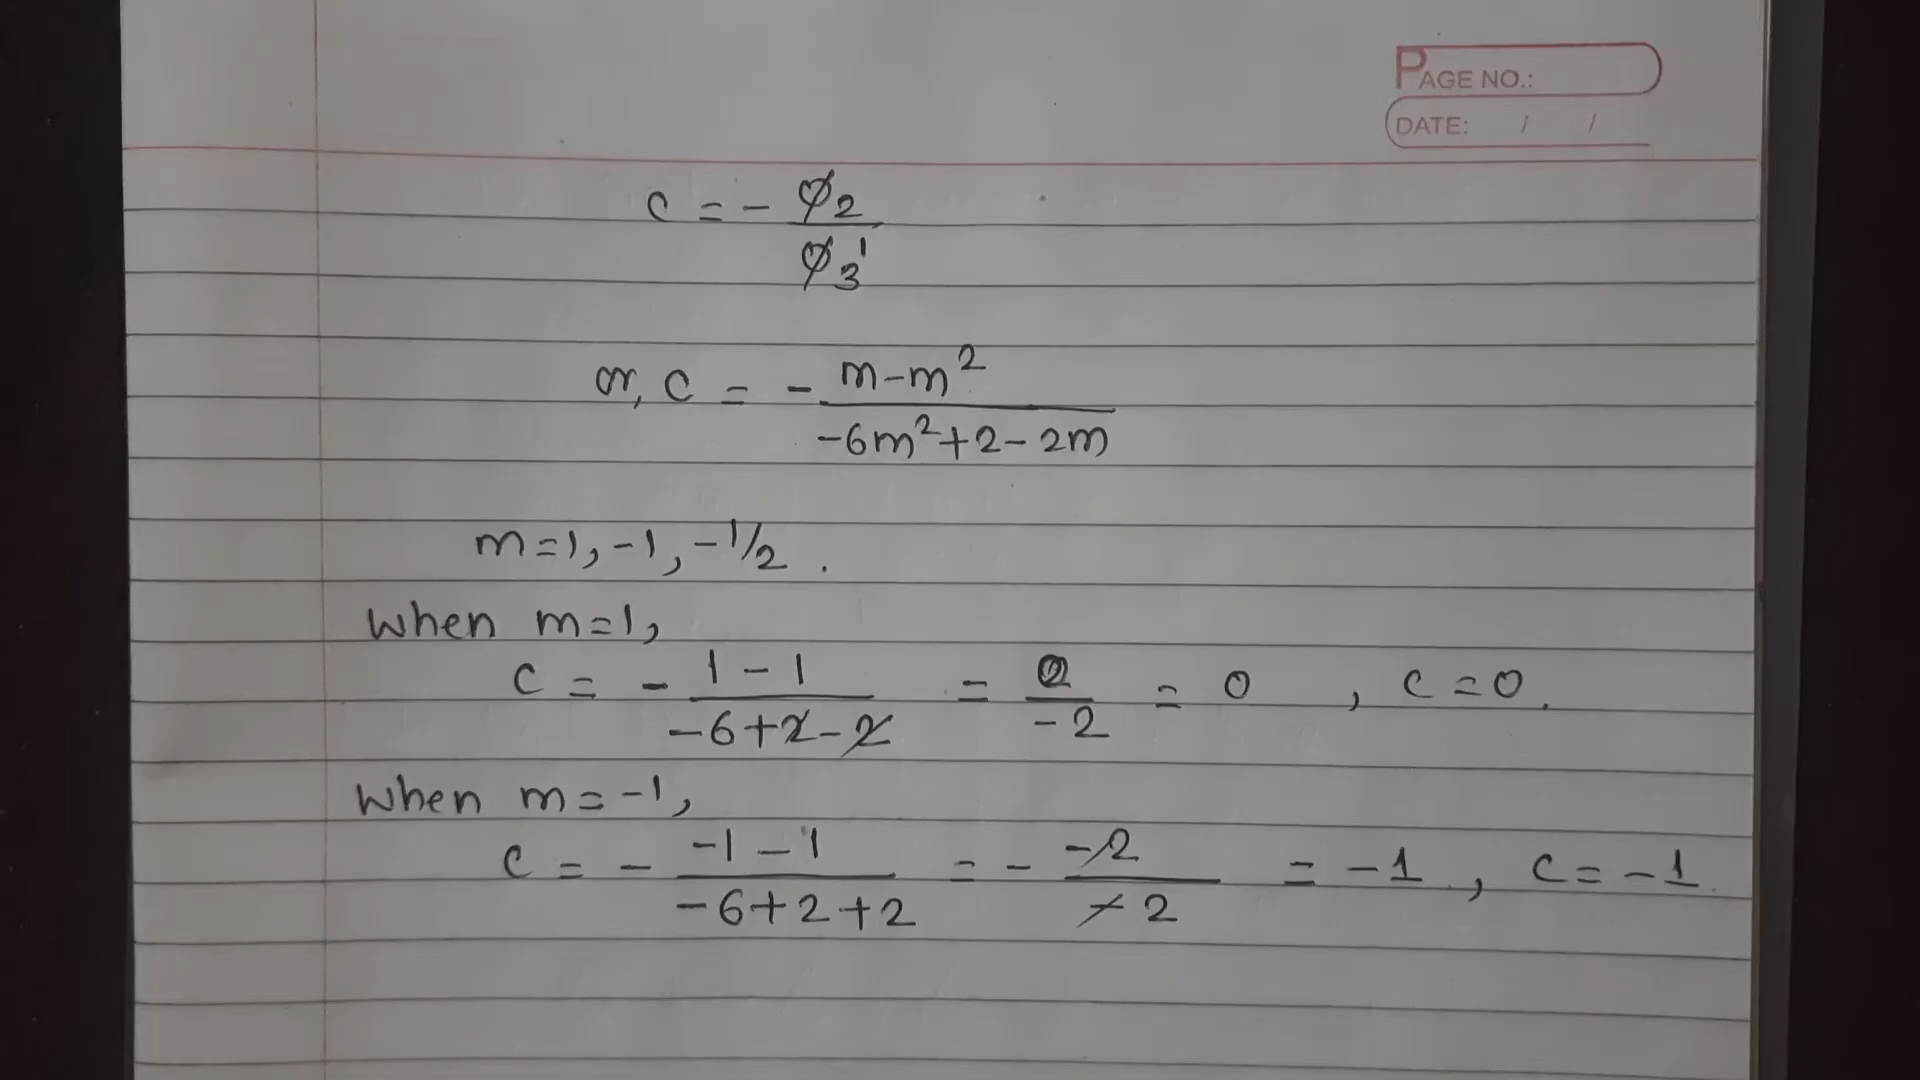 PAGE NO.:
DATE: / /
c = - φ2 / φ3'
or, c = - (m-m²) / (-6m²+2-2m)
m=1, -1, -1/2 .
When m=1,
c = - (1-1) / (-6+2-2) = 0 / -2 = 0 , c=0.
When m=-1,
c = - (-1-1) / (-6+2+2) = - (-2) / (-2) = -1 , c=-1.